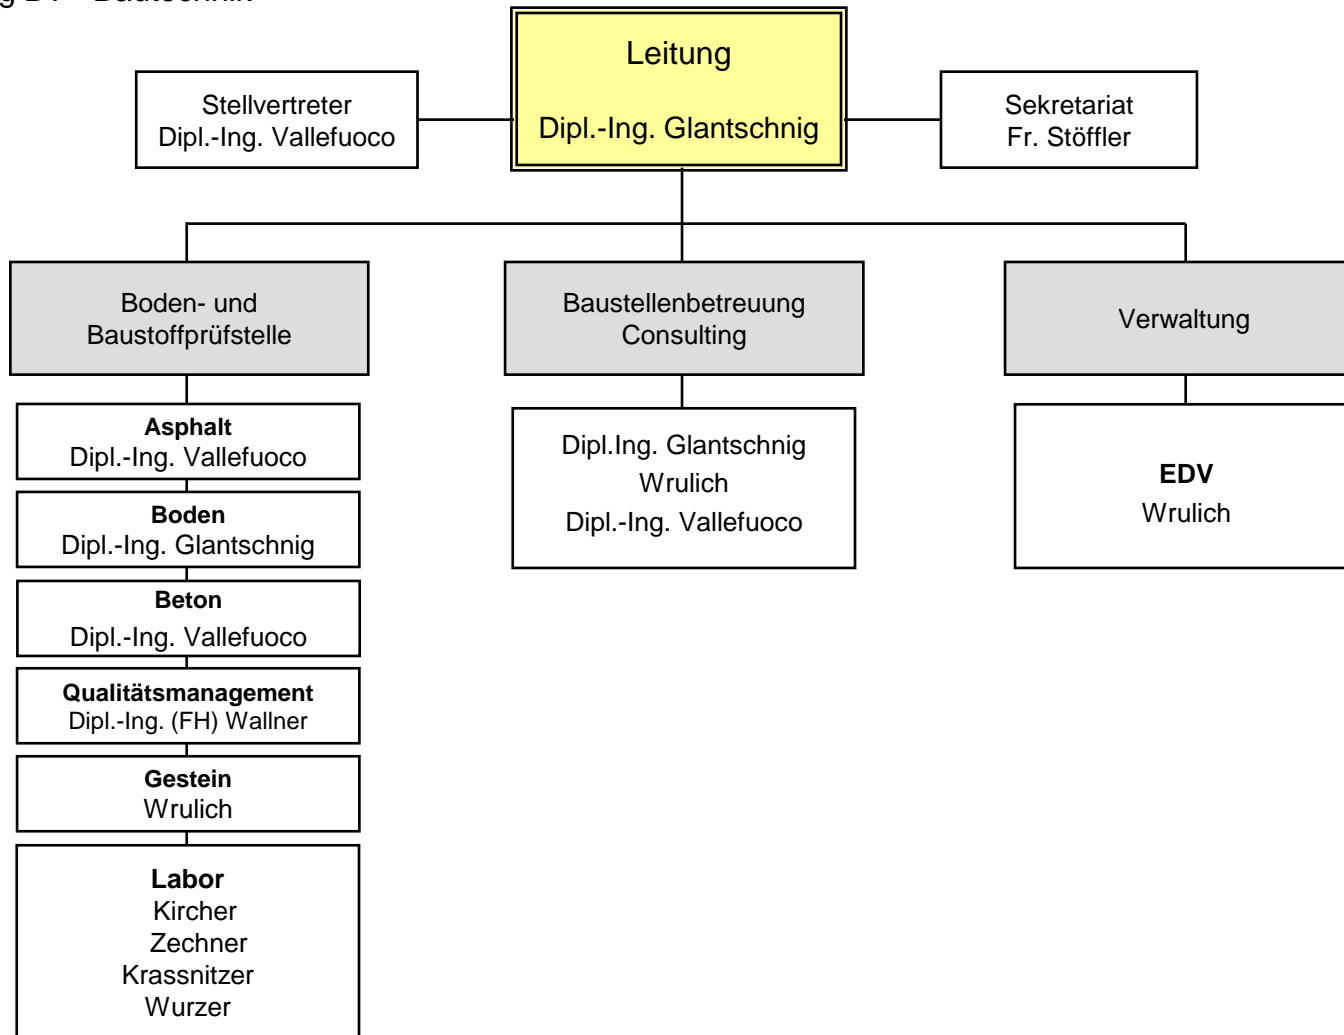 Leitung
Dipl.-Ing. Glantschnig
Stellvertreter
Dipl.-Ing. Vallefuoco
Sekretariat
Fr. Stöffler
Boden- und
Baustoffprüfstelle
Baustellenbetreuung
Consulting
Verwaltung
Asphalt
Dipl.-Ing. Vallefuoco
Boden
Dipl.-Ing. Glantschnig
Beton
Dipl.-Ing. Vallefuoco
Qualitätsmanagement
Dipl.-Ing. (FH) Wallner
Gestein
Wrulich
Labor
Kircher
Zechner
Krassnitzer
Wurzer
Dipl.Ing. Glantschnig
Wrulich
Dipl.-Ing. Vallefuoco
EDV
Wrulich